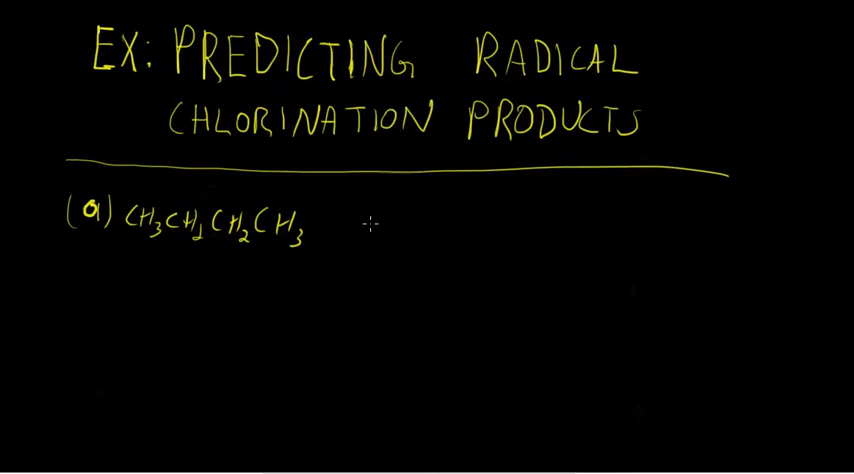 EX: PREDICTING RADICAL
CHLORINATION PRODUCTS
(a) CH₃CH₂CH₂CH₃